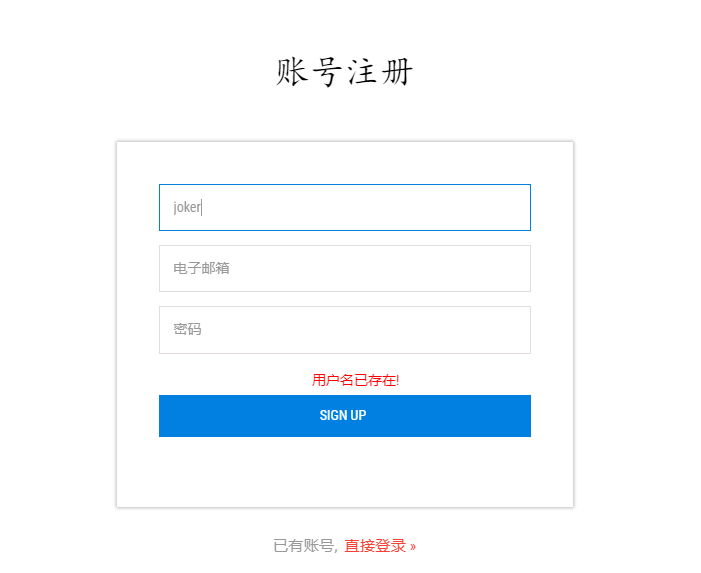 账号注册
joker
电子邮箱
密码
用户名已存在!
SIGN UP
已有账号, 直接登录 »